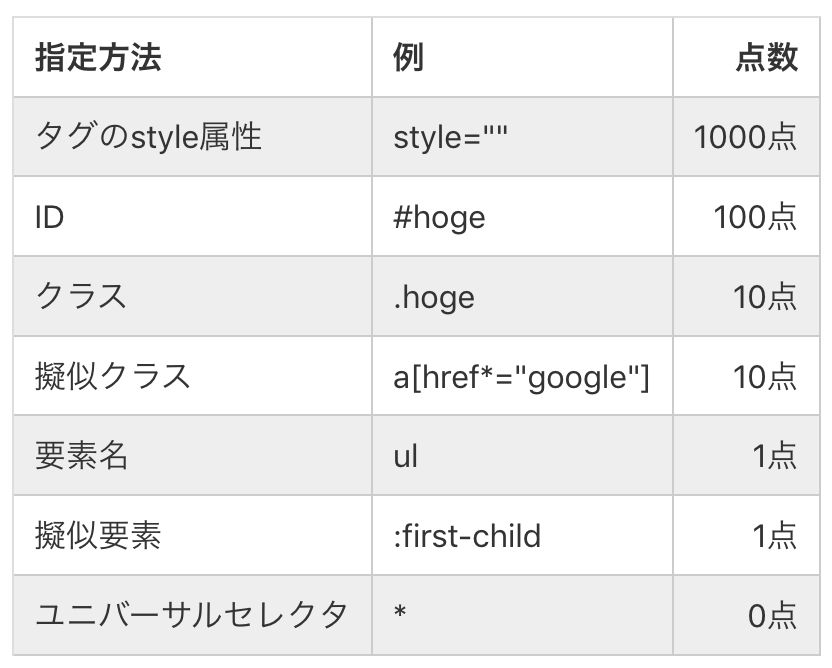 指定方法 例 点数
タグのstyle属性 style="" 1000点
ID #hoge 100点
クラス .hoge 10点
擬似クラス a[href*="google"] 10点
要素名 ul 1点
擬似要素 :first-child 1点
ユニバーサルセレクタ * 0点